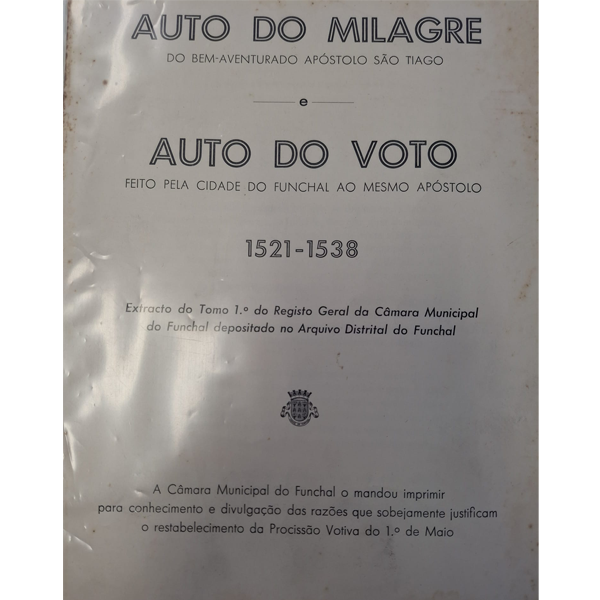 AUTO DO MILAGRE
DO BEM-AVENTURADO APÓSTOLO SÃO TIAGO
e
AUTO DO VOTO
FEITO PELA CIDADE DO FUNCHAL AO MESMO APÓSTOLO
1521-1538
Extracto do Tomo 1.º do Registo Geral da Câmara Municipal
do Funchal depositado no Arquivo Distrital do Funchal
A Câmara Municipal do Funchal o mandou imprimir
para conhecimento e divulgação das razões que sobejamente justificam
o restabelecimento da Procissão Votiva do 1.º de Maio